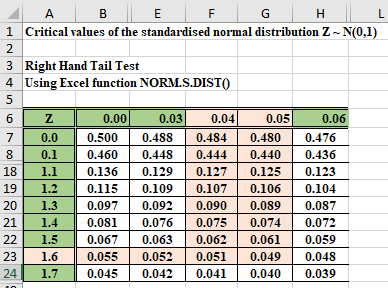 A B E F G H L
1 Critical values of the standardised normal distribution Z ~ N(0,1)
2
3 Right Hand Tail Test
4 Using Excel function NORM.S.DIST()
5
6 Z 0.00 0.03 0.04 0.05 0.06
7 0.0 0.500 0.488 0.484 0.480 0.476
8 0.1 0.460 0.448 0.444 0.440 0.436
18 1.1 0.136 0.129 0.127 0.125 0.123
19 1.2 0.115 0.109 0.107 0.106 0.104
20 1.3 0.097 0.092 0.090 0.089 0.087
21 1.4 0.081 0.076 0.075 0.074 0.072
22 1.5 0.067 0.063 0.062 0.061 0.059
23 1.6 0.055 0.052 0.051 0.049 0.048
24 1.7 0.045 0.042 0.041 0.040 0.039